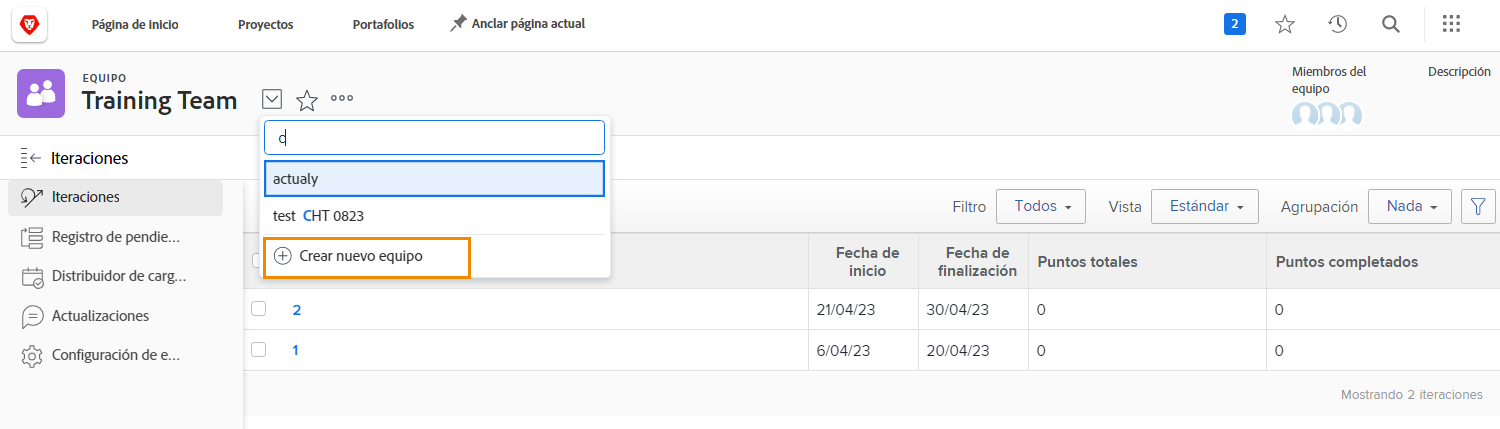 Página de inicio
Proyectos
Portafolios
Anclar página actual
2
EQUIPO
Training Team
Miembros del
equipo
Descripción
c
actualy
test CHT 0823
Crear nuevo equipo
Iteraciones
Iteraciones
Registro de pendie...
Distribuidor de carg...
Actualizaciones
Configuración de e...
Filtro
Todos
Vista
Estándar
Agrupación
Nada
Fecha de
inicio
Fecha de
finalización
Puntos totales
Puntos completados
2
21/04/23
30/04/23
0
0
1
6/04/23
20/04/23
0
0
Mostrando 2 iteraciones